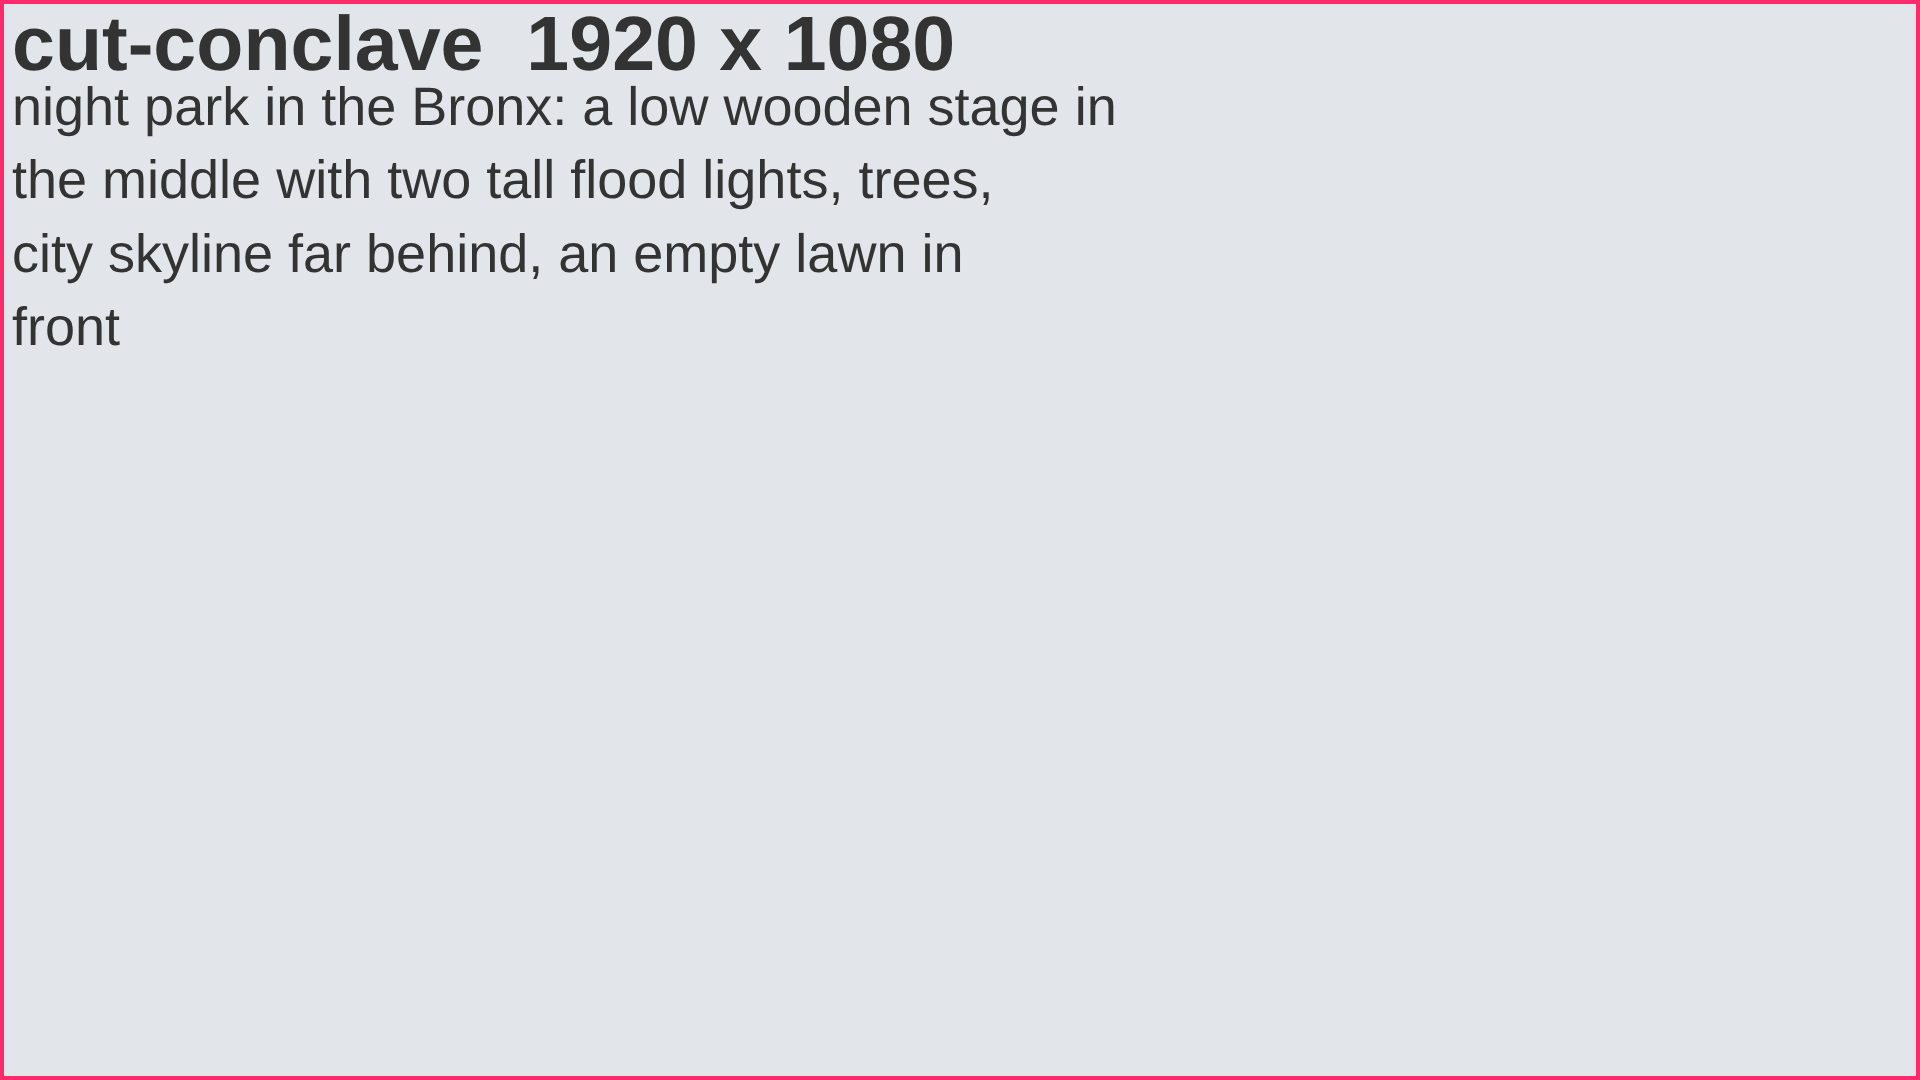 cut-conclave  1920 x 1080
night park in the Bronx: a low wooden stage in
the middle with two tall flood lights, trees,
city skyline far behind, an empty lawn in
front